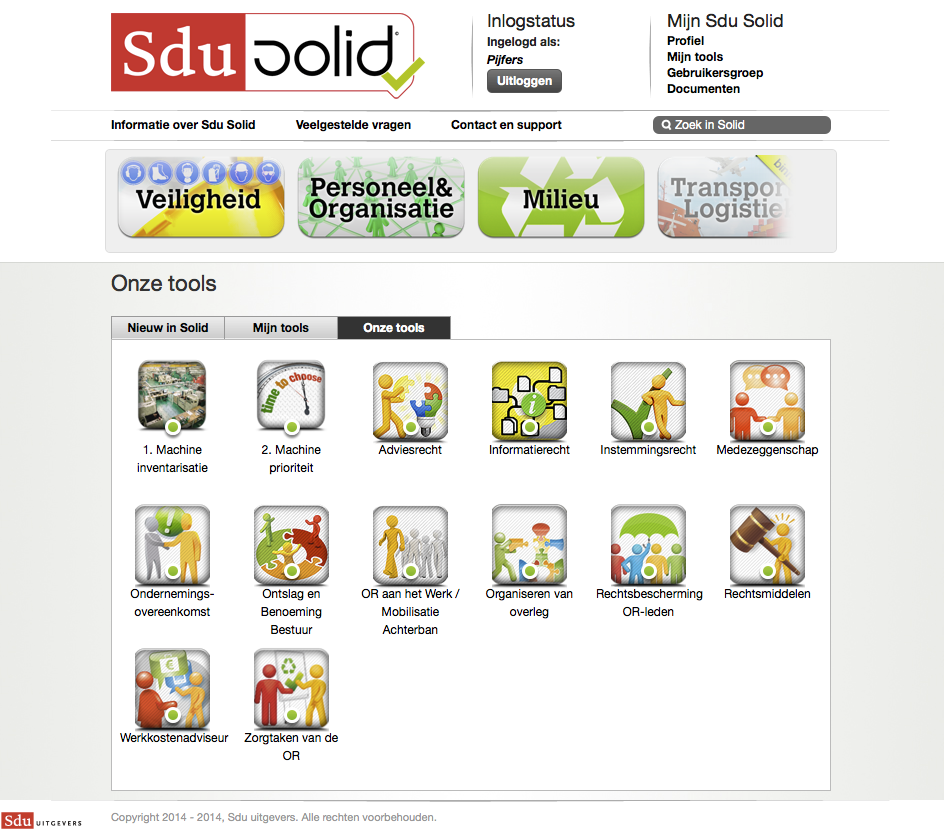 Sdu solid©
Inlogstatus
Ingelogd als:
Pijfers
Uitloggen
Mijn Sdu Solid
Profiel
Mijn tools
Gebruikersgroep
Documenten
Informatie over Sdu Solid
Veelgestelde vragen
Contact en support
Zoek in Solid
Veiligheid
Personeel&
Organisatie
Milieu
Transpor
Logistie
Onze tools
Nieuw in Solid
Mijn tools
Onze tools
time to choose
1. Machine
inventarisatie
2. Machine
prioriteit
Adviesrecht
i
Informatierecht
Instemmingsrecht
Medezeggenschap
!
Ondernemings-
overeenkomst
Ontslag en
Benoeming
Bestuur
OR aan het Werk /
Mobilisatie
Achterban
Organiseren van
overleg
Rechtsbescherming
OR-leden
Rechtsmiddelen
€
Werkkostenadviseur
Zorgtaken van de
OR
Sdu UITGEVERS
Copyright 2014 - 2014, Sdu uitgevers. Alle rechten voorbehouden.